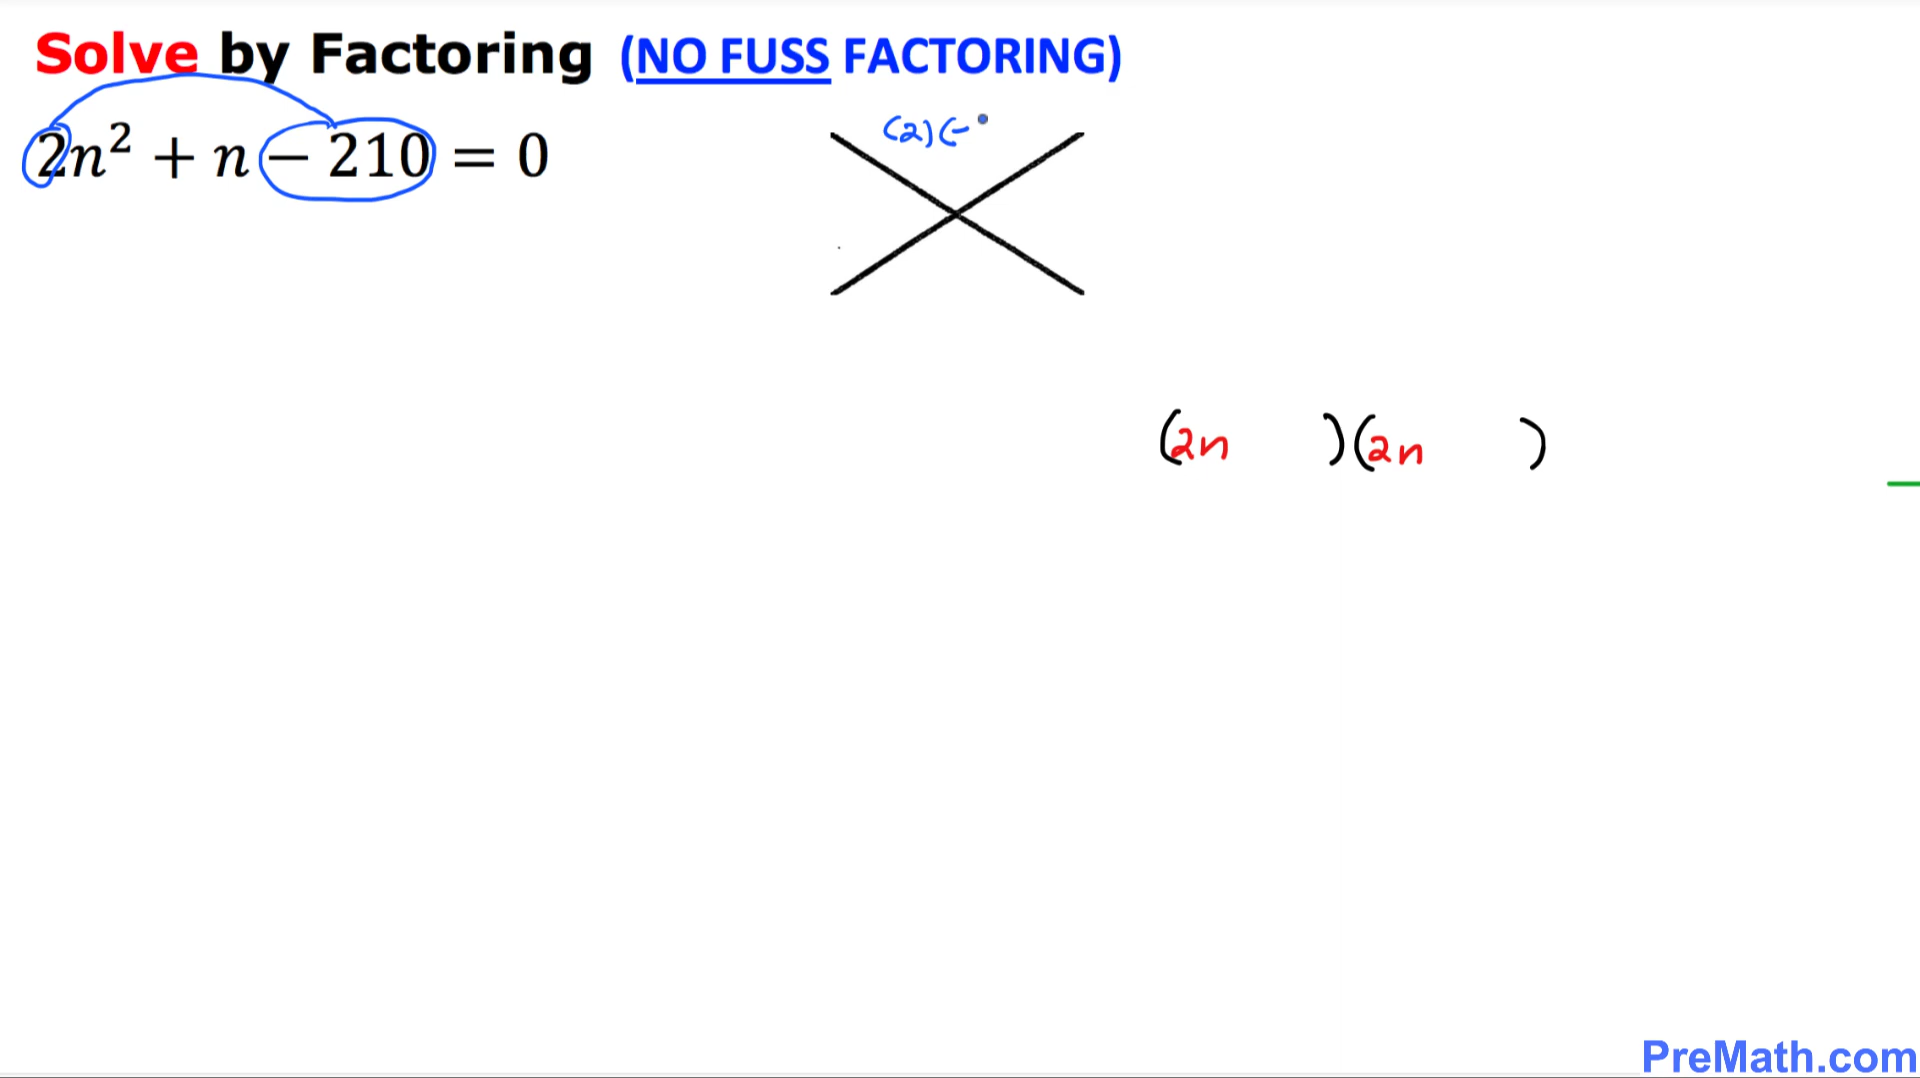 Solve by Factoring (NO FUSS FACTORING)
2n² + n − 210 = 0
(2)(-
(2n )(2n )
PreMath.com